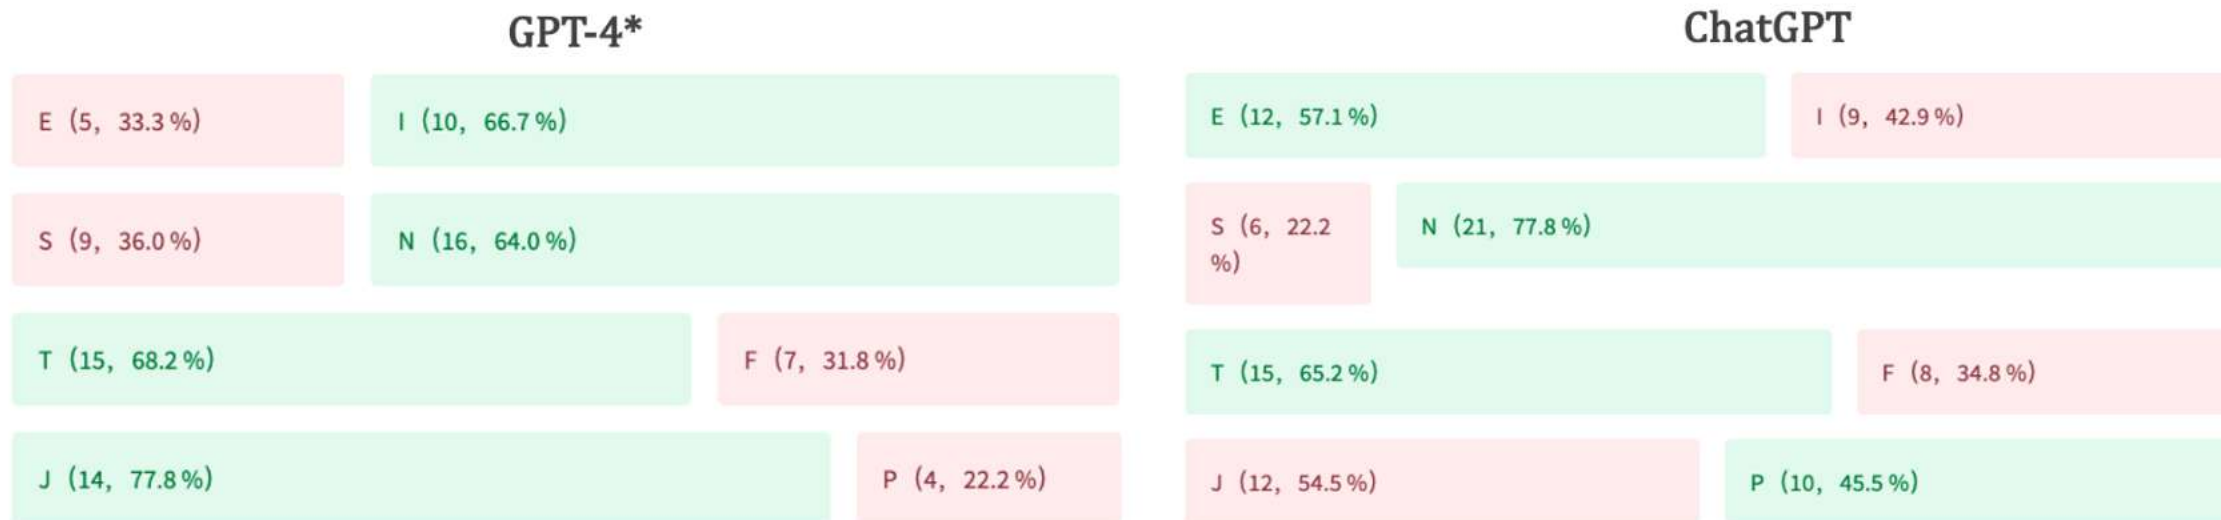 GPT-4*
E (5, 33.3%)
I (10, 66.7%)
S (9, 36.0%)
N (16, 64.0%)
T (15, 68.2%)
F (7, 31.8%)
J (14, 77.8%)
P (4, 22.2%)
ChatGPT
E (12, 57.1%)
I (9, 42.9%)
S (6, 22.2
%)
N (21, 77.8%)
T (15, 65.2%)
F (8, 34.8%)
J (12, 54.5%)
P (10, 45.5%)